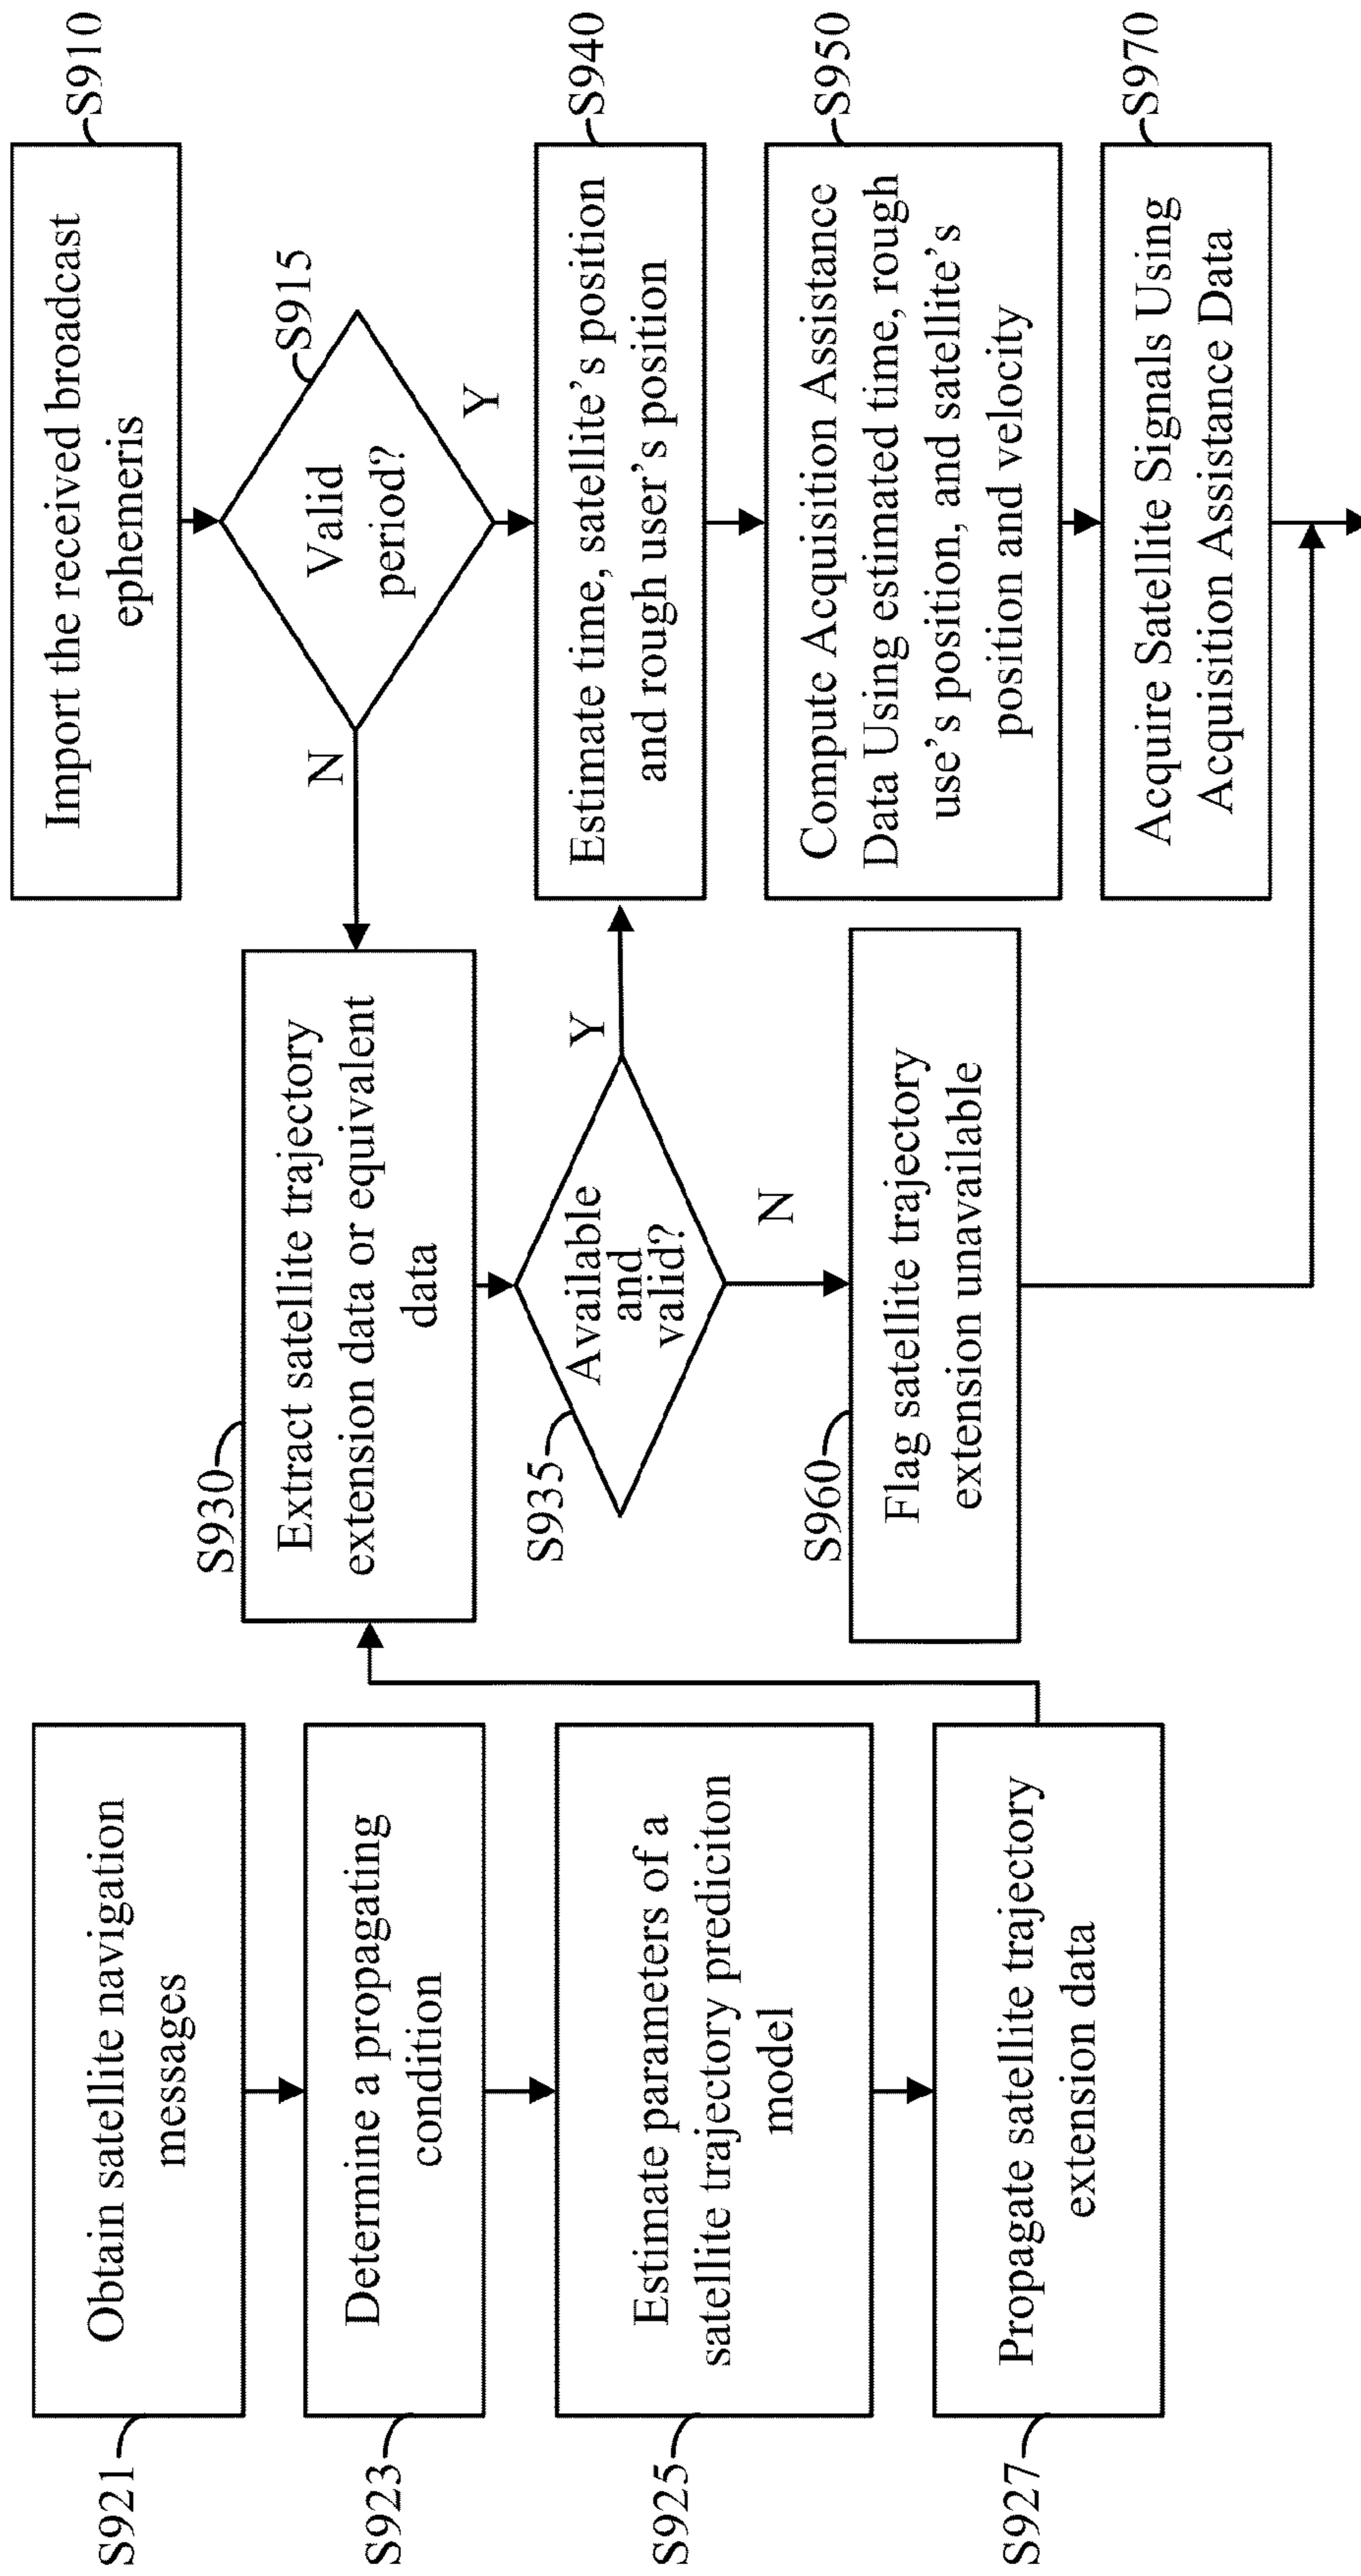 S921
Obtain satellite navigation
messages
S923
Determine a propagating
condition
S925
Estimate parameters of a
satellite trajectory prediciton
model
S927
Propagate satellite trajectory
extension data
S930
Extract satellite trajectory
extension data or equivalent
data
S935
Available
and
valid?
Y
N
S960
Flag satellite trajectory
extension unavailable
Import the received broadcast
ephemeris
S910
S915
Valid
period?
N
Y
Estimate time, satellite's position
and rough user's position
S940
Compute Acquisition Assistance
Data Using estimated time, rough
use's position, and satellite's
position and velocity
S950
Acquire Satellite Signals Using
Acquisition Assistance Data
S970